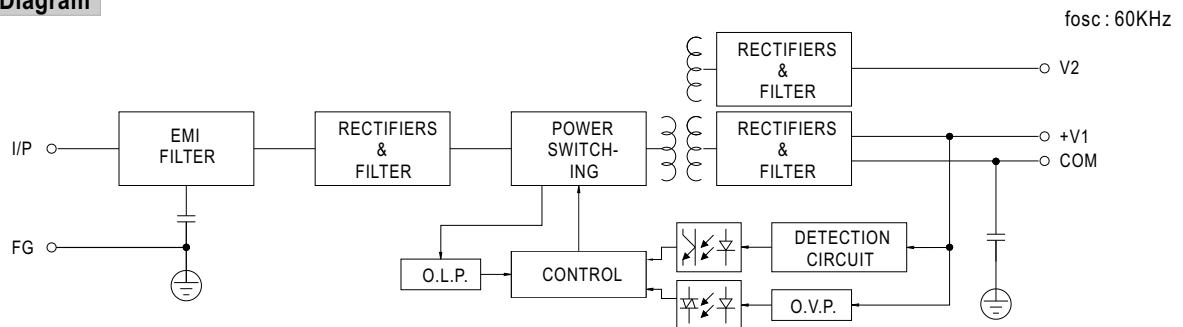 Diagram
fosc : 60KHz
RECTIFIERS
&
FILTER
V2
I/P
EMI
FILTER
RECTIFIERS
&
FILTER
POWER
SWITCH-
ING
RECTIFIERS
&
FILTER
+V1
COM
FG
O.L.P.
CONTROL
DETECTION
CIRCUIT
O.V.P.